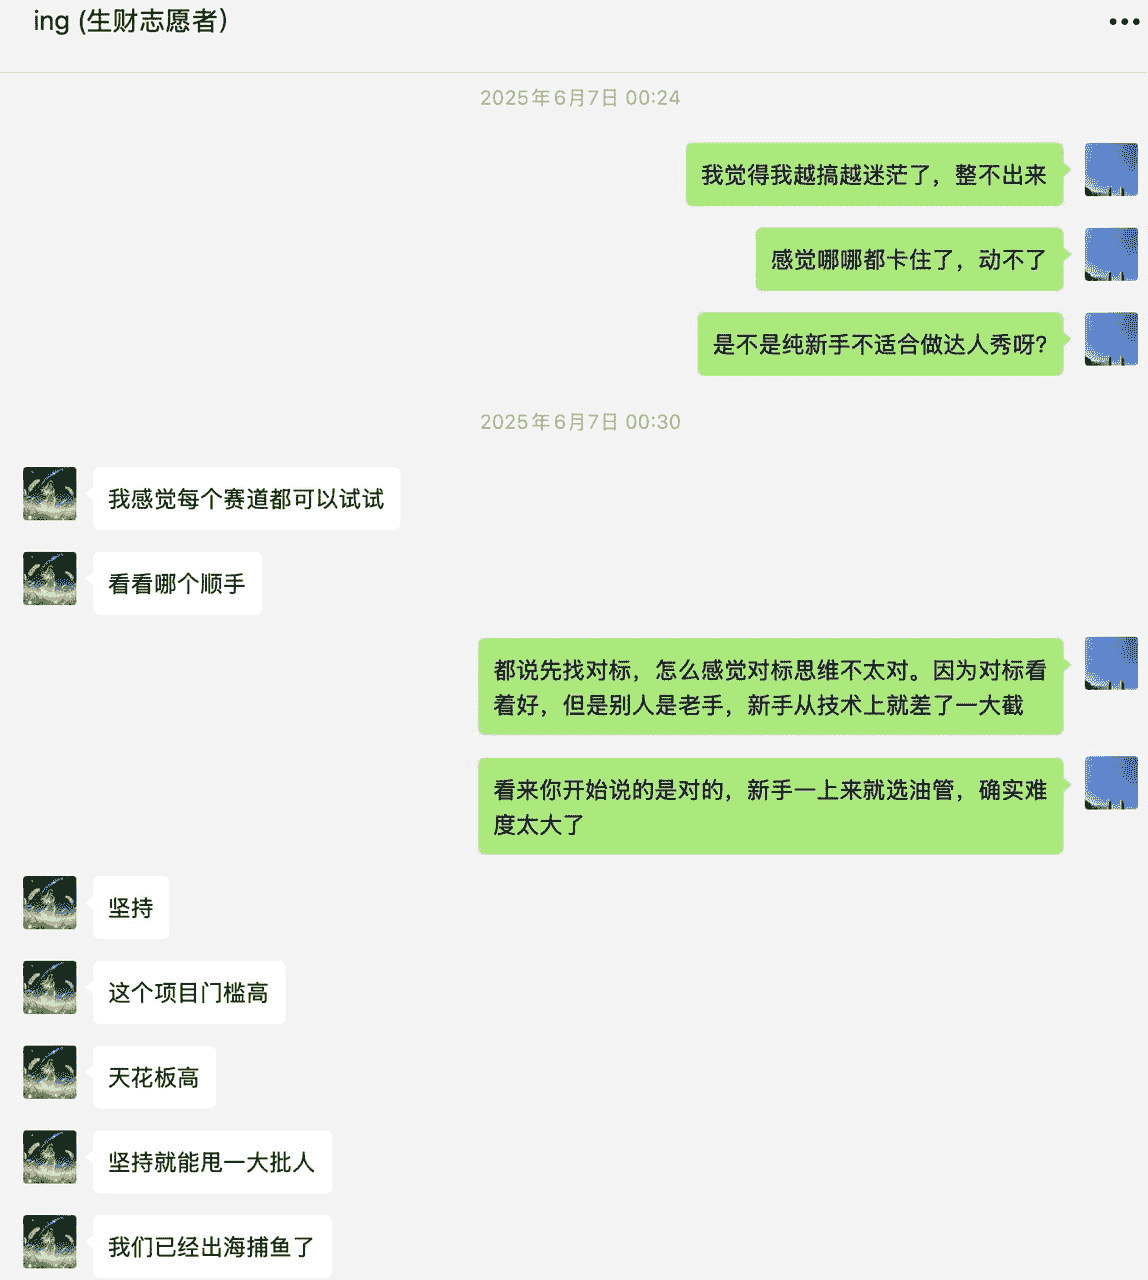 ing (生财志愿者)
2025年6月7日 00:24
我觉得我越搞越迷茫了，整不出来
感觉哪哪都卡住了，动不了
是不是纯新手不适合做达人秀呀?
2025年6月7日 00:30
我感觉每个赛道都可以试试
看看哪个顺手
都说先找对标，怎么感觉对标思维不太对。因为对标看
着好，但是别人是老手，新手从技术上就差了一大截
看来你开始说的是对的，新手一上来就选油管，确实难
度太大了
坚持
这个项目门槛高
天花板高
坚持就能甩一大批人
我们已经出海捕鱼了